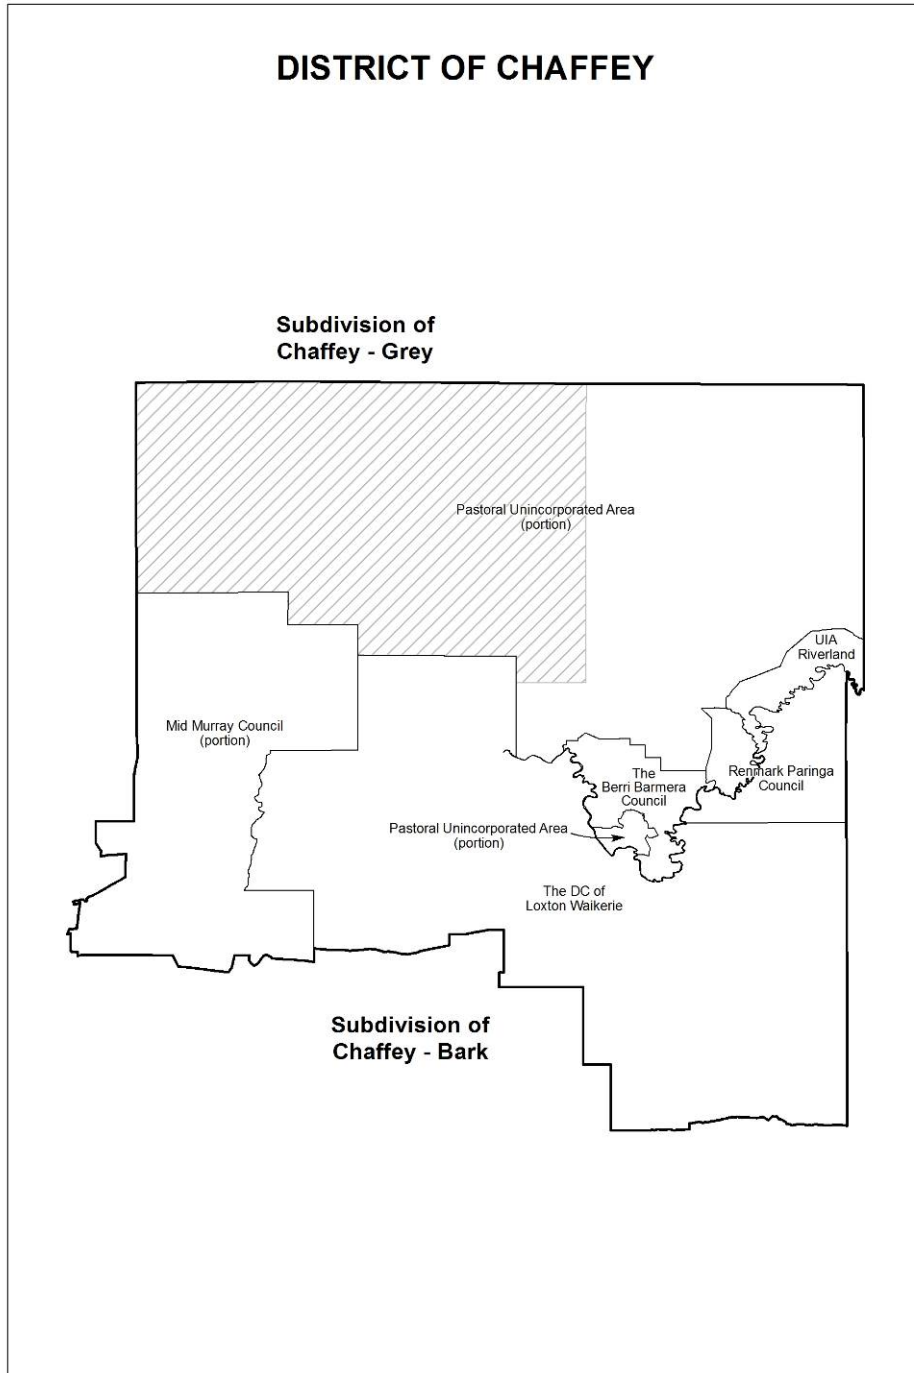 DISTRICT OF CHAFFEY
Subdivision of
Chaffey - Grey
Pastoral Unincorporated Area
(portion)
UIA
Riverland
Mid Murray Council
(portion)
The
Berri Barmera
Council
Renmark Paringa
Council
Pastoral Unincorporated Area
(portion)
The DC of
Loxton Waikerie
Subdivision of
Chaffey - Bark